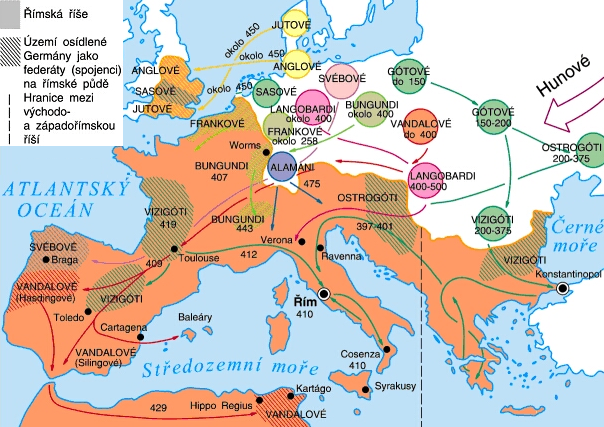 Římská říše
Území osídlené
Germány jako
federáty (spojenci)
na římské půdě
Hranice mezi
východo-
a západořímskou
říší
JUTOVÉ
okolo 450
okolo 450
ANGLOVÉ
ANGLOVÉ
SASOVÉ
JUTOVÉ
okolo 450
SASOVÉ
SVÉBOVÉ
GÓTOVÉ
do 150
Hunové
LANGOBARDI
okolo 400
BUNGUNDI
okolo 400
FRANKOVÉ
FRANKOVÉ
okolo 258
VANDALOVÉ
do 400
GÓTOVÉ
150-200
OSTROGÓTI
200-375
Worms
BUNGUNDI
407
ALAMANI
475
LANGOBARDI
400-500
ATLANTSKÝ
OCEÁN
VIZIGÓTI
419
BUNGUNDI
443
OSTROGÓTI
397-401
VIZIGÓTI
200-375
Černé
moře
SVÉBOVÉ
Braga
409
Toulouse
412
Verona
Ravenna
VIZIGÓTI
Konstantinopol
VANDALOVÉ
(Hasdingové)
VIZIGÓTI
Řím
410
Toledo
Cartagena
Baleáry
VANDALOVÉ
(Silingové)
Středozemní moře
Cosenza
410
Syrakusy
Kartágo
429
Hippo Regius
VANDALOVÉ